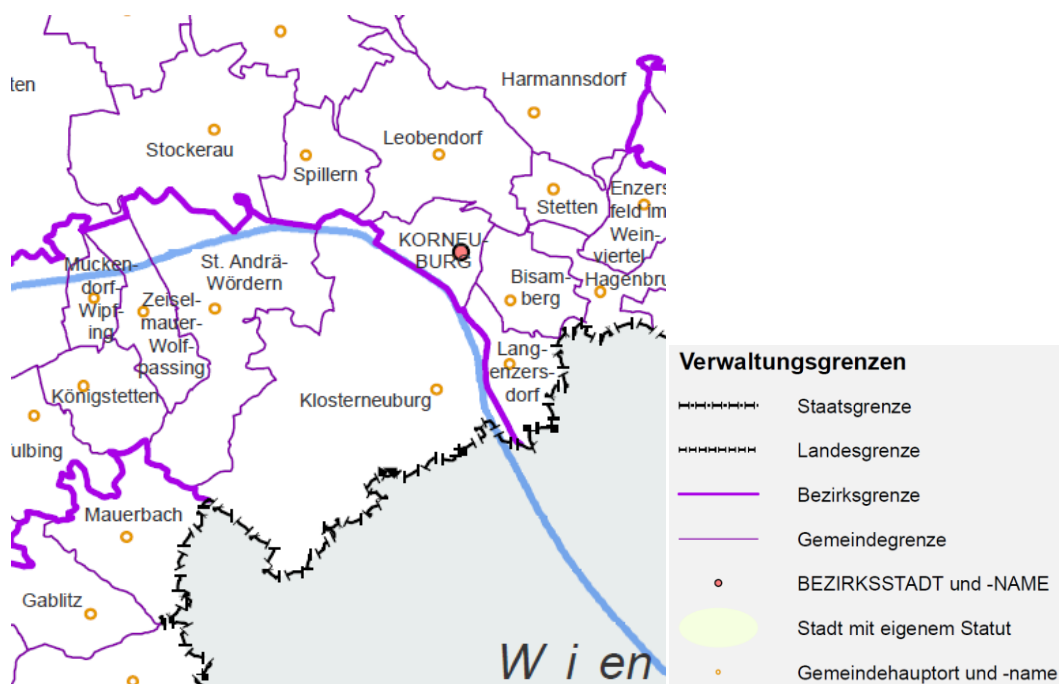 ten
Harmannsdorf
Stockerau
Leobendorf
Spillern
Stetten
Enzers-
feld im
Wein-
viertel
KORNEU-
BURG
Muckен-
dorf-
Wipf-
ing
St. Andrä-
Wördern
Zeisel-
mauer-
Wolf-
passing
Bisam-
berg
Hagenbru
Lang-
enzers-
dorf
Königstetten
Klosterneuburg
ulbing
Mauerbach
Gablitz
Wien
Verwaltungsgrenzen
Staatsgrenze
Landesgrenze
Bezirksgrenze
Gemeindegrenze
BEZIRKSSTADT und -NAME
Stadt mit eigenem Statut
Gemeindehauptort und -name